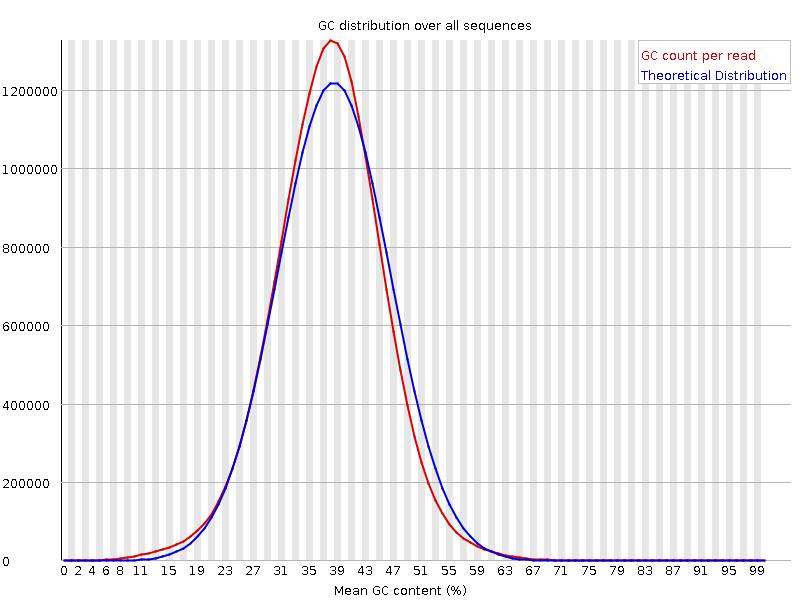 GC distribution over all sequences
GC count per read
Theoretical Distribution
1200000
1000000
800000
600000
400000
200000
0
0 2 4 6 8 11 15 19 23 27 31 35 39 43 47 51 55 59 63 67 71 75 79 83 87 91 95 99
Mean GC content (%)